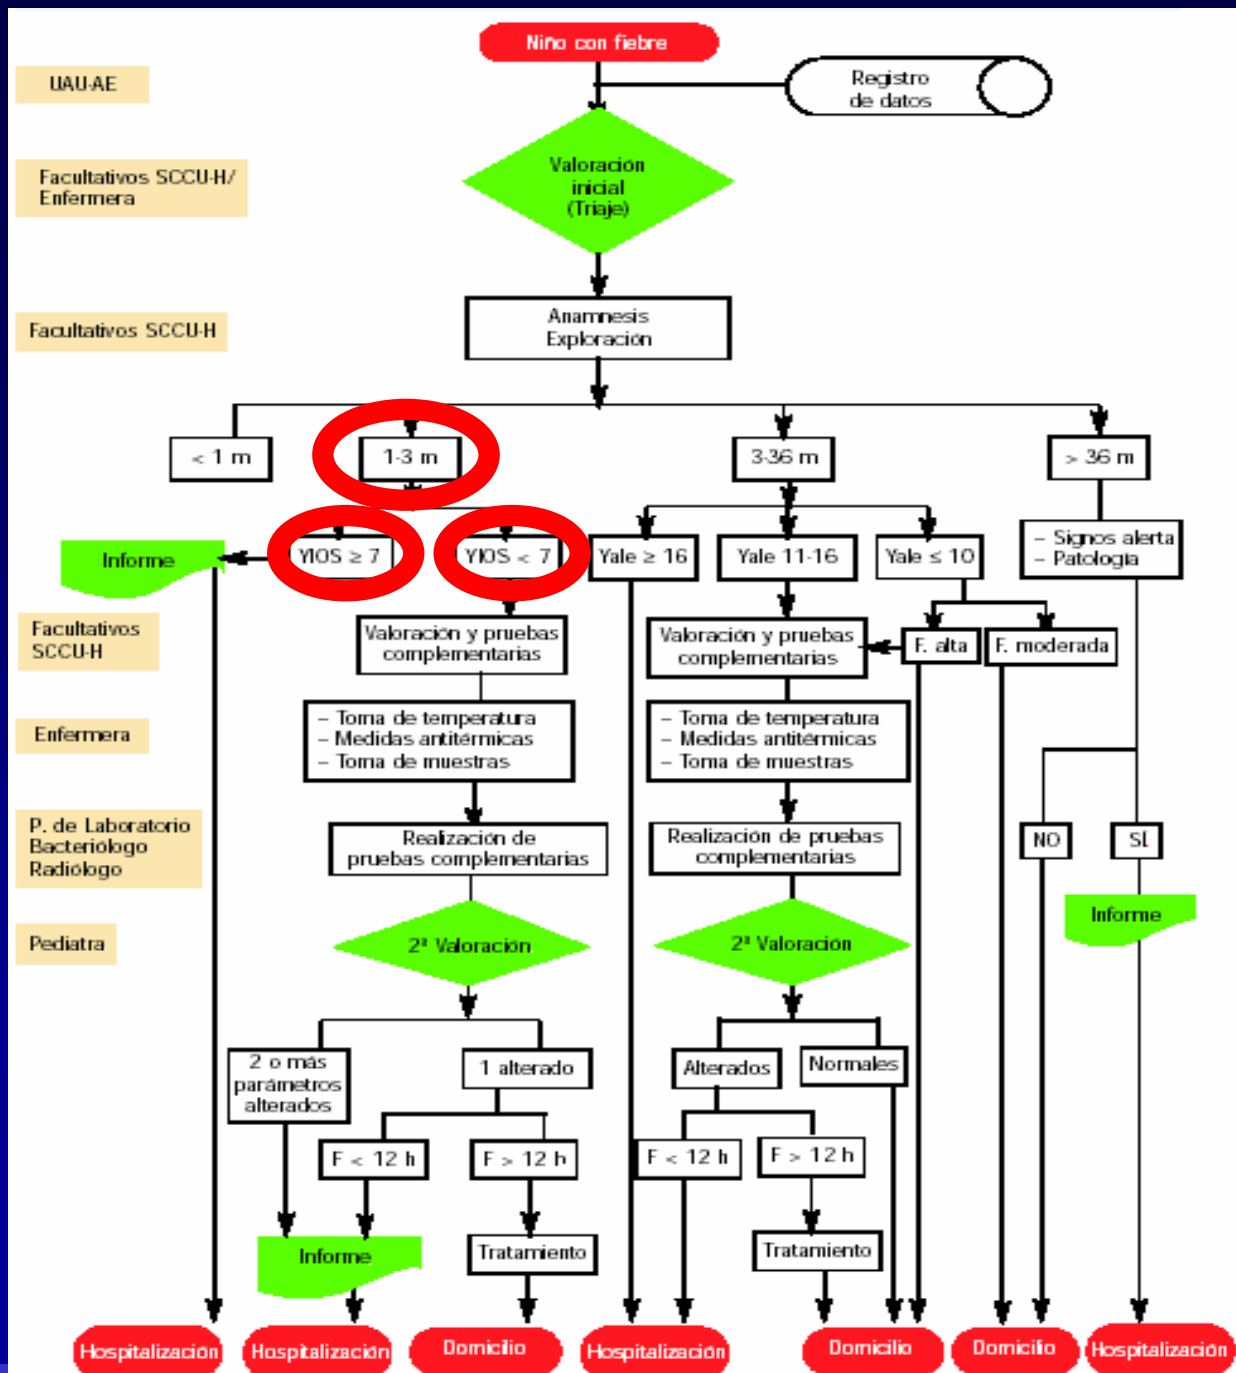 Niño con fiebre
UAU-AE
Registro
de datos
Facultativos SCCU-H/
Enfermera
Valoración
inicial
(Triaje)
Facultativos SCCU-H
Anamnesis
Exploración
< 1 m
1-3 m
3-36 m
> 36 m
Informe
YIOS ≥ 7
YIOS < 7
Yale ≥ 16
Yale 11-16
Yale ≤ 10
– Signos alerta
– Patología
Facultativos
SCCU-H
Valoración y pruebas
complementarias
Valoración y pruebas
complementarias
F. alta
F. moderada
Enfermera
– Toma de temperatura
– Medidas antitérmicas
– Toma de muestras
– Toma de temperatura
– Medidas antitérmicas
– Toma de muestras
P. de Laboratorio
Bacteriólogo
Radiólogo
Realización de
pruebas complementarias
Realización de pruebas
complementarias
NO
SÍ
Informe
Pediatra
2ª Valoración
2ª Valoración
2 o más
parámetros
alterados
1 alterado
Alterados
Normales
F < 12 h
F > 12 h
F < 12 h
F > 12 h
Informe
Tratamiento
Tratamiento
Hospitalización
Hospitalización
Domicilio
Hospitalización
Domicilio
Domicilio
Hospitalización